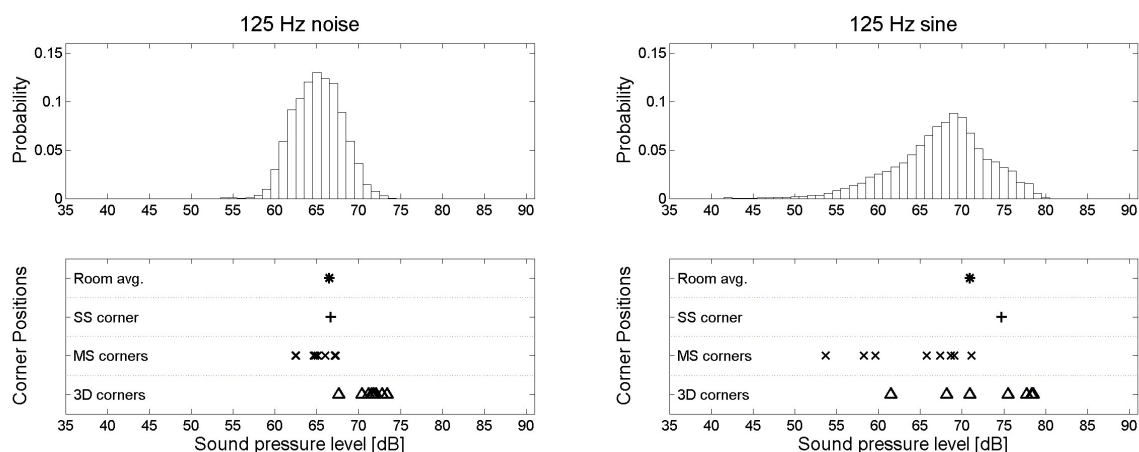 125 Hz noise
0.15
0.1
0.05
0
Probability
35 40 45 50 55 60 65 70 75 80 85 90
Room avg.
SS corner
MS corners
3D corners
Corner Positions
35 40 45 50 55 60 65 70 75 80 85 90
Sound pressure level [dB]
125 Hz sine
0.15
0.1
0.05
0
Probability
35 40 45 50 55 60 65 70 75 80 85 90
Room avg.
SS corner
MS corners
3D corners
Corner Positions
35 40 45 50 55 60 65 70 75 80 85 90
Sound pressure level [dB]